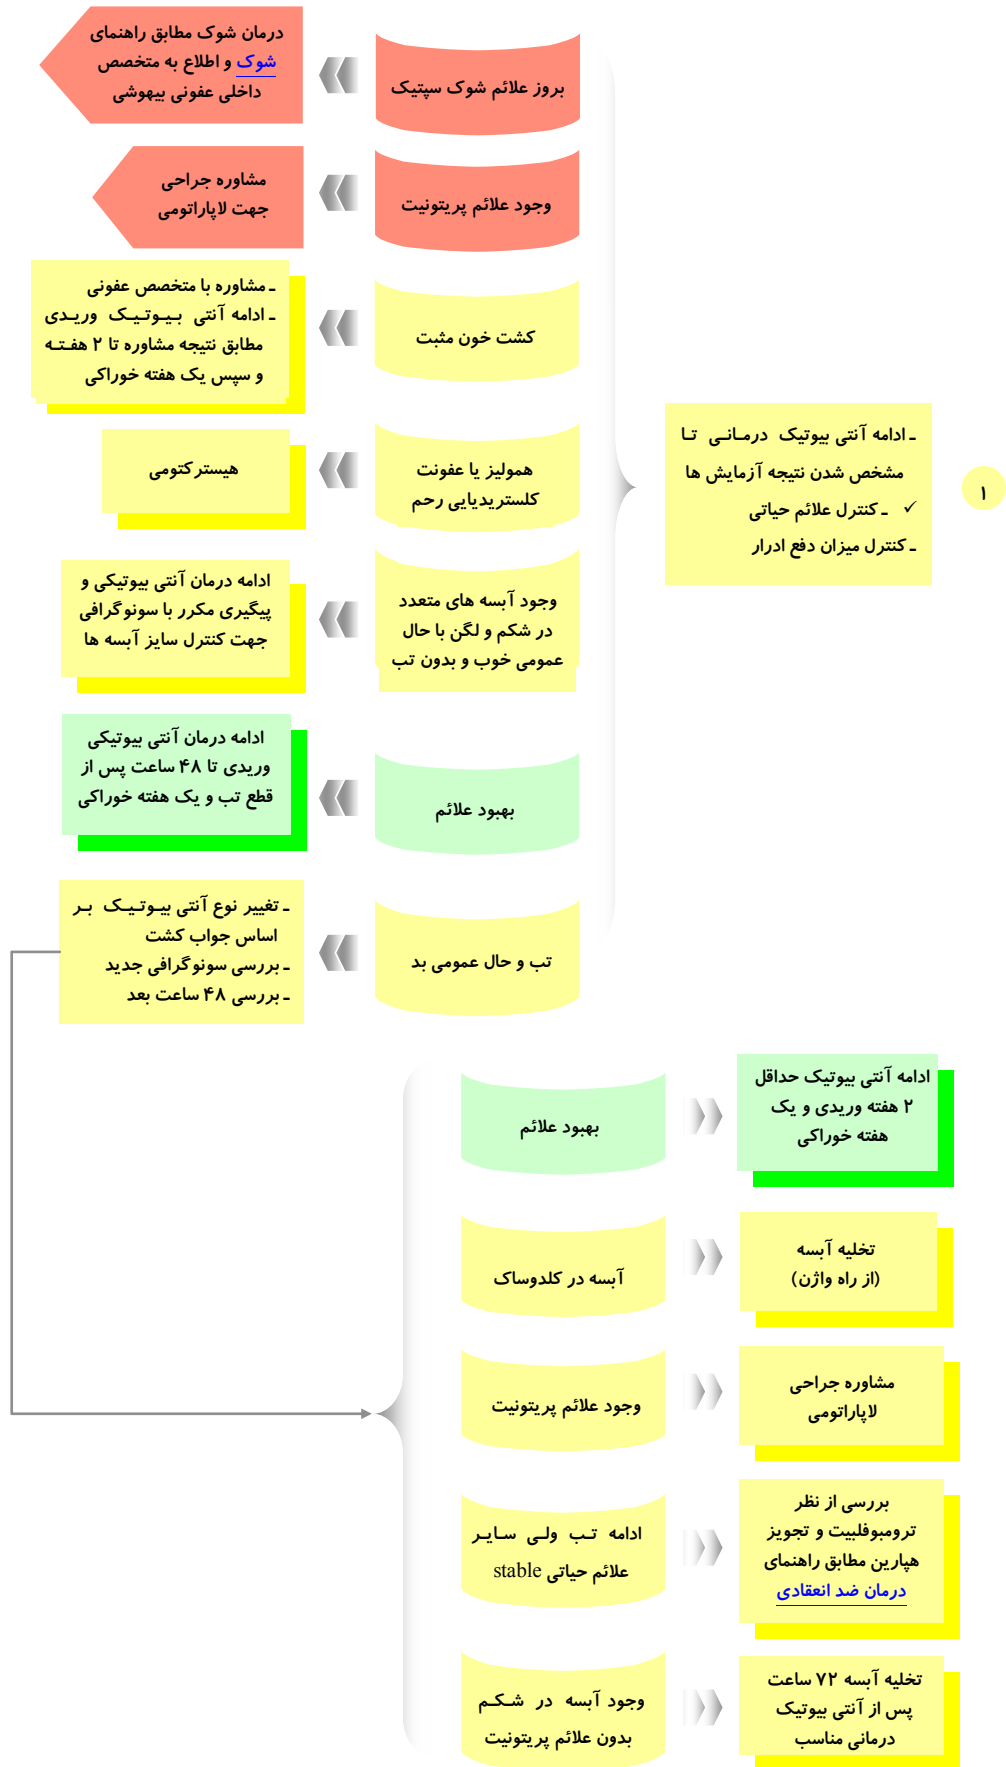 ۱
ـ ادامه آنتی بیوتیک درمانی تا
مشخص شدن نتیجه آزمایش ها
✓ ـ کنترل علائم حیاتی
ـ کنترل میزان دفع ادرار
بروز علائم شوک سپتیک
درمان شوک مطابق راهنمای
شوک و اطلاع به متخصص
داخلی عفونی بیهوشی
وجود علائم پریتونیت
مشاوره جراحی
جهت لاپاراتومی
کشت خون مثبت
ـ مشاوره با متخصص عفونی
ـ ادامه آنتی بیوتیک وریدی
مطابق نتیجه مشاوره تا ۲ هفته
و سپس یک هفته خوراکی
همولیز یا عفونت
کلستریدیایی رحم
هیسترکتومی
وجود آبسه های متعدد
در شکم و لگن با حال
عمومی خوب و بدون تب
ادامه درمان آنتی بیوتیکی و
پیگیری مکرر با سونوگرافی
جهت کنترل سایز آبسه ها
بهبود علائم
ادامه درمان آنتی بیوتیکی
وریدی تا ۴۸ ساعت پس از
قطع تب و یک هفته خوراکی
تب و حال عمومی بد
ـ تغییر نوع آنتی بیوتیک بر
اساس جواب کشت
ـ بررسی سونوگرافی جدید
ـ بررسی ۴۸ ساعت بعد
بهبود علائم
ادامه آنتی بیوتیک حداقل
۲ هفته وریدی و یک
هفته خوراکی
آبسه در کلدوساک
تخلیه آبسه
(از راه واژن)
وجود علائم پریتونیت
مشاوره جراحی
لاپاراتومی
ادامه تب ولی سایر
علائم حیاتی stable
بررسی از نظر
ترومبوفلبیت و تجویز
هپارین مطابق راهنمای
درمان ضد انعقادی
وجود آبسه در شکم
بدون علائم پریتونیت
تخلیه آبسه ۷۲ ساعت
پس از آنتی بیوتیک
درمانی مناسب